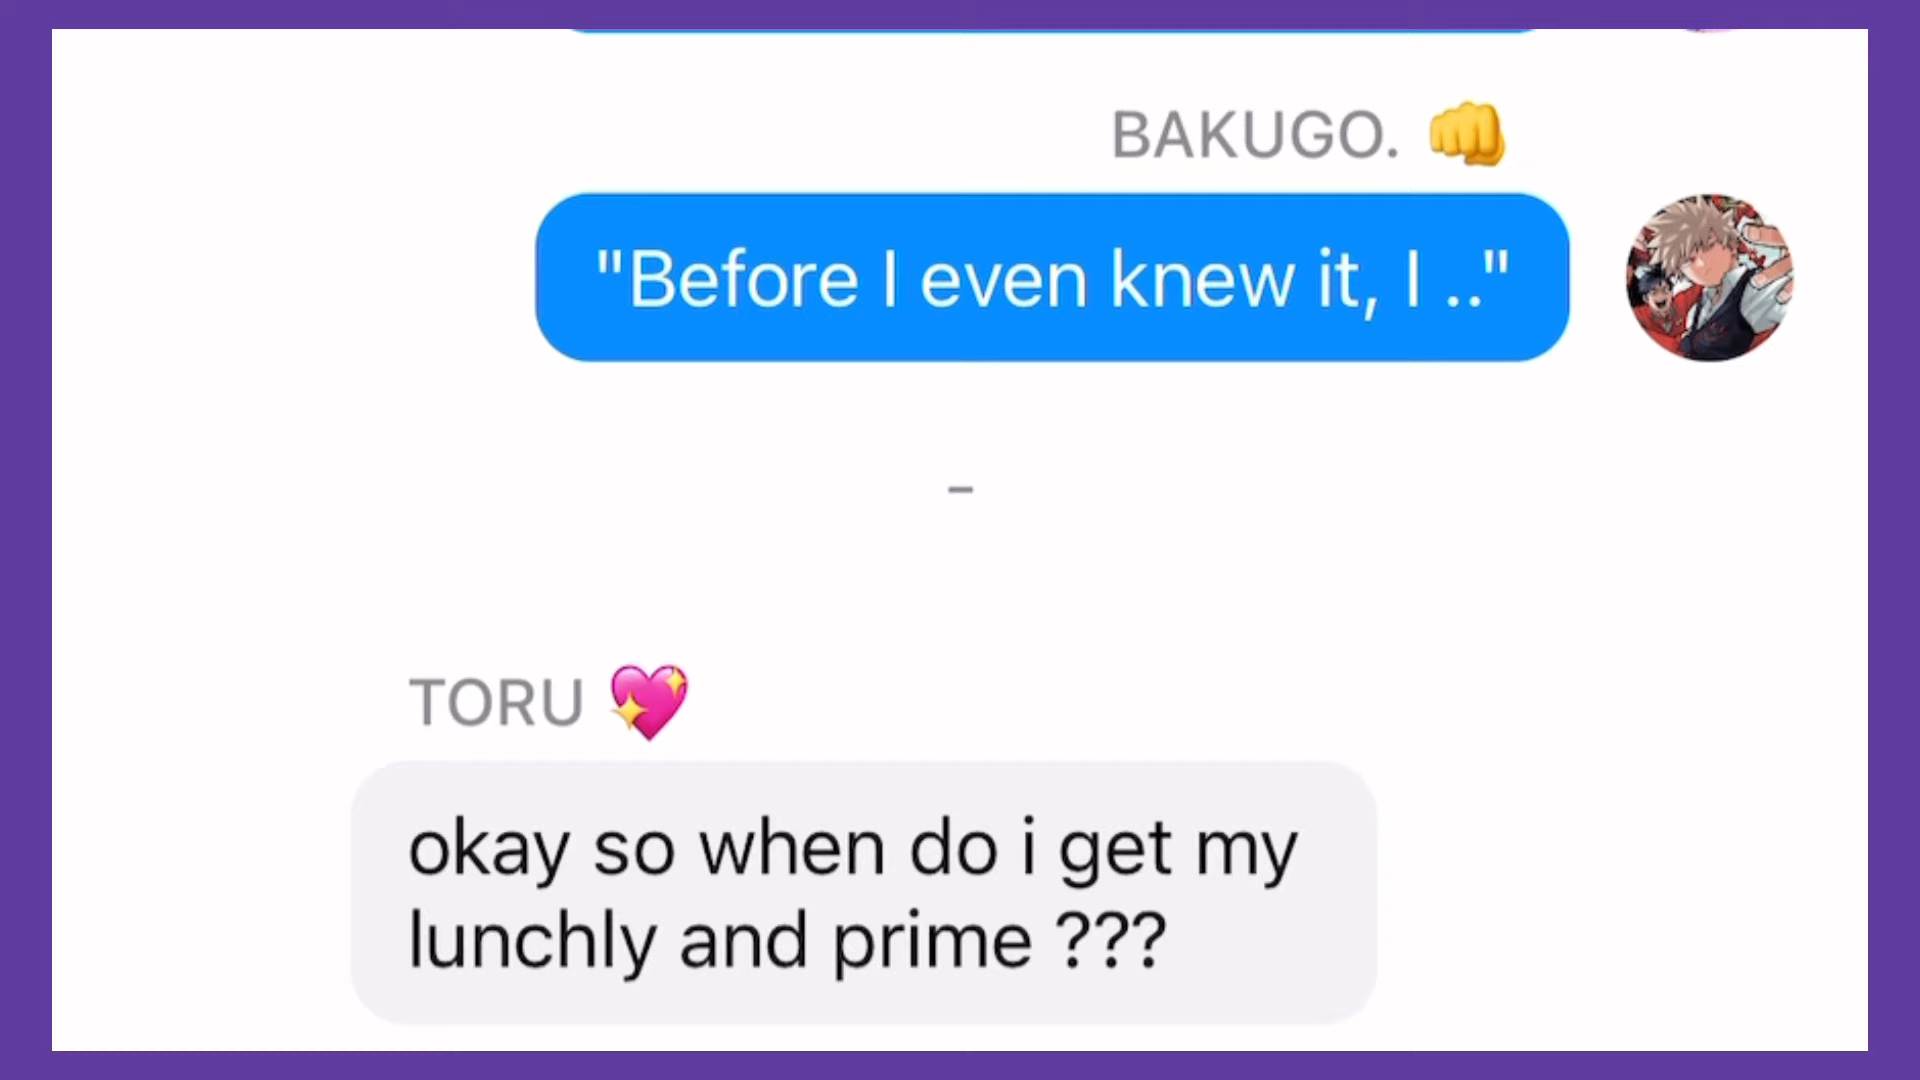 BAKUGO. 👊
"Before I even knew it, I .."
–
TORU 💖
okay so when do i get my
lunchly and prime ???